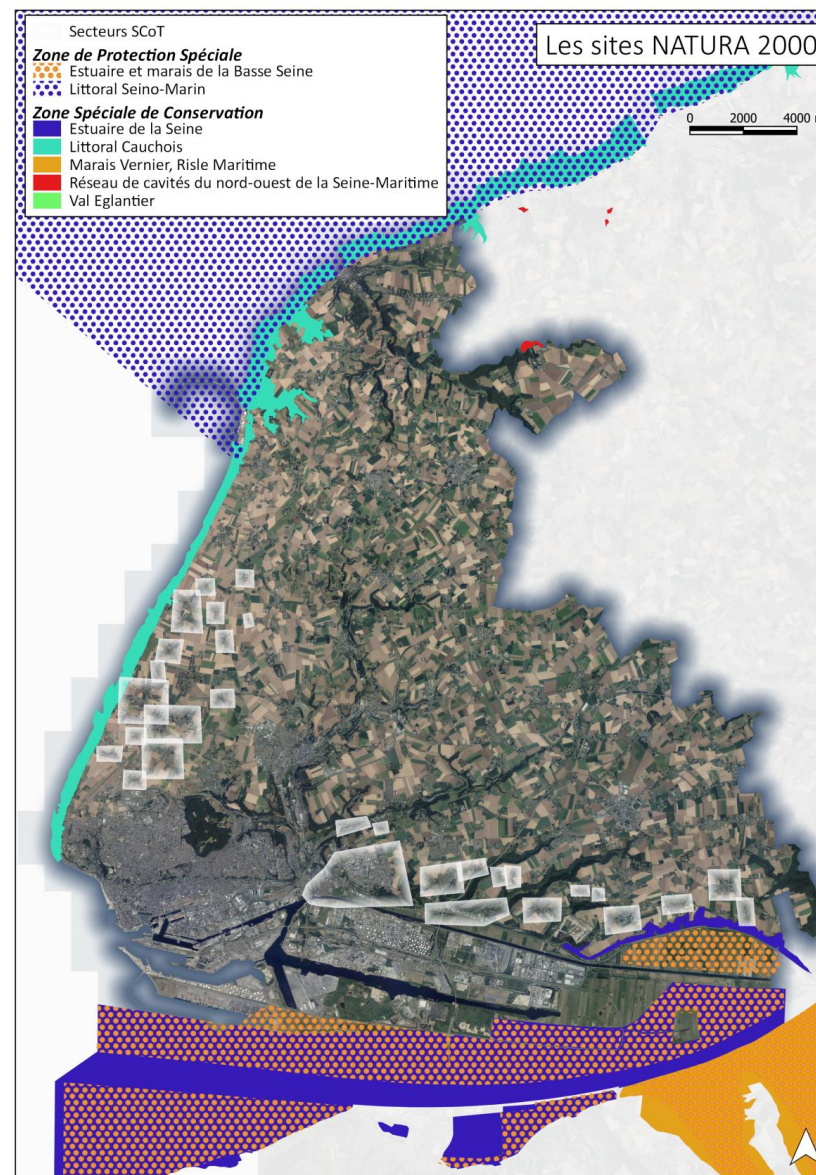 Secteurs SCoT
Zone de Protection Spéciale
Estuaire et marais de la Basse Seine
Littoral Seino-Marin
Zone Spéciale de Conservation
Estuaire de la Seine
Littoral Cauchois
Marais Vernier, Risle Maritime
Réseau de cavités du nord-ouest de la Seine-Maritime
Val Eglantier
Les sites NATURA 2000
0 2000 4000 m